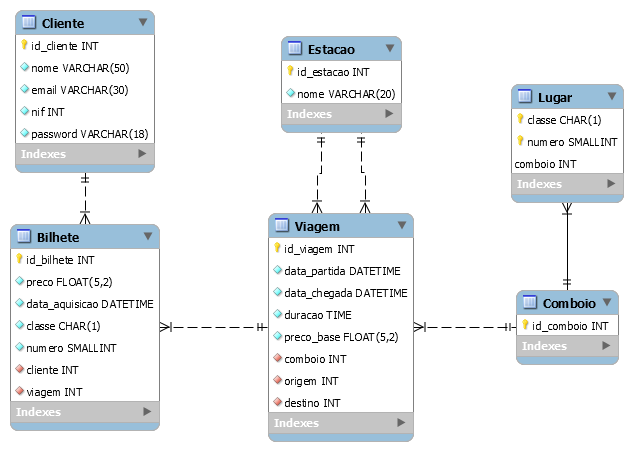 Cliente
id_cliente INT
nome VARCHAR(50)
email VARCHAR(30)
nif INT
password VARCHAR(18)
Indexes
Estacao
id_estacao INT
nome VARCHAR(20)
Indexes
Lugar
classe CHAR(1)
numero SMALLINT
comboio INT
Indexes
Bilhete
id_bilhete INT
preco FLOAT(5,2)
data_aquisicao DATETIME
classe CHAR(1)
numero SMALLINT
cliente INT
viagem INT
Indexes
Viagem
id_viagem INT
data_partida DATETIME
data_chegada DATETIME
duracao TIME
preco_base FLOAT(5,2)
comboio INT
origem INT
destino INT
Indexes
Comboio
id_comboio INT
Indexes